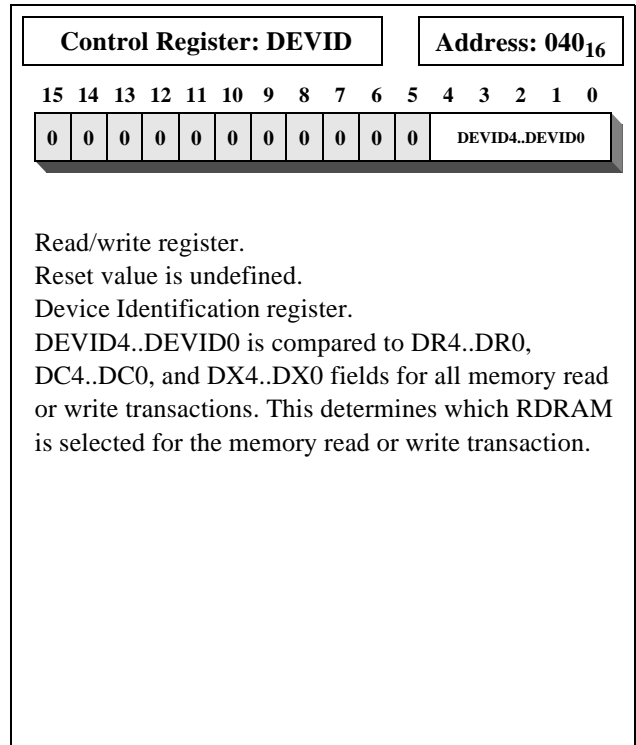 Control Register: DEVID Address: 040₁₆
15 14 13 12 11 10 9 8 7 6 5 4 3 2 1 0
0 0 0 0 0 0 0 0 0 0 0 DEVID4..DEVID0
Read/write register.
Reset value is undefined.
Device Identification register.
DEVID4..DEVID0 is compared to DR4..DR0,
DC4..DC0, and DX4..DX0 fields for all memory read
or write transactions. This determines which RDRAM
is selected for the memory read or write transaction.